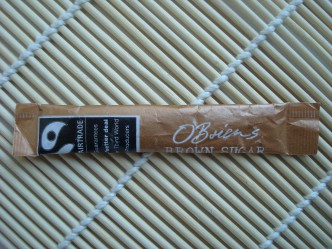 O'Briens
BROWN SUGAR
FAIRTRADE
Guarantees
a better deal
for Third World
Producers